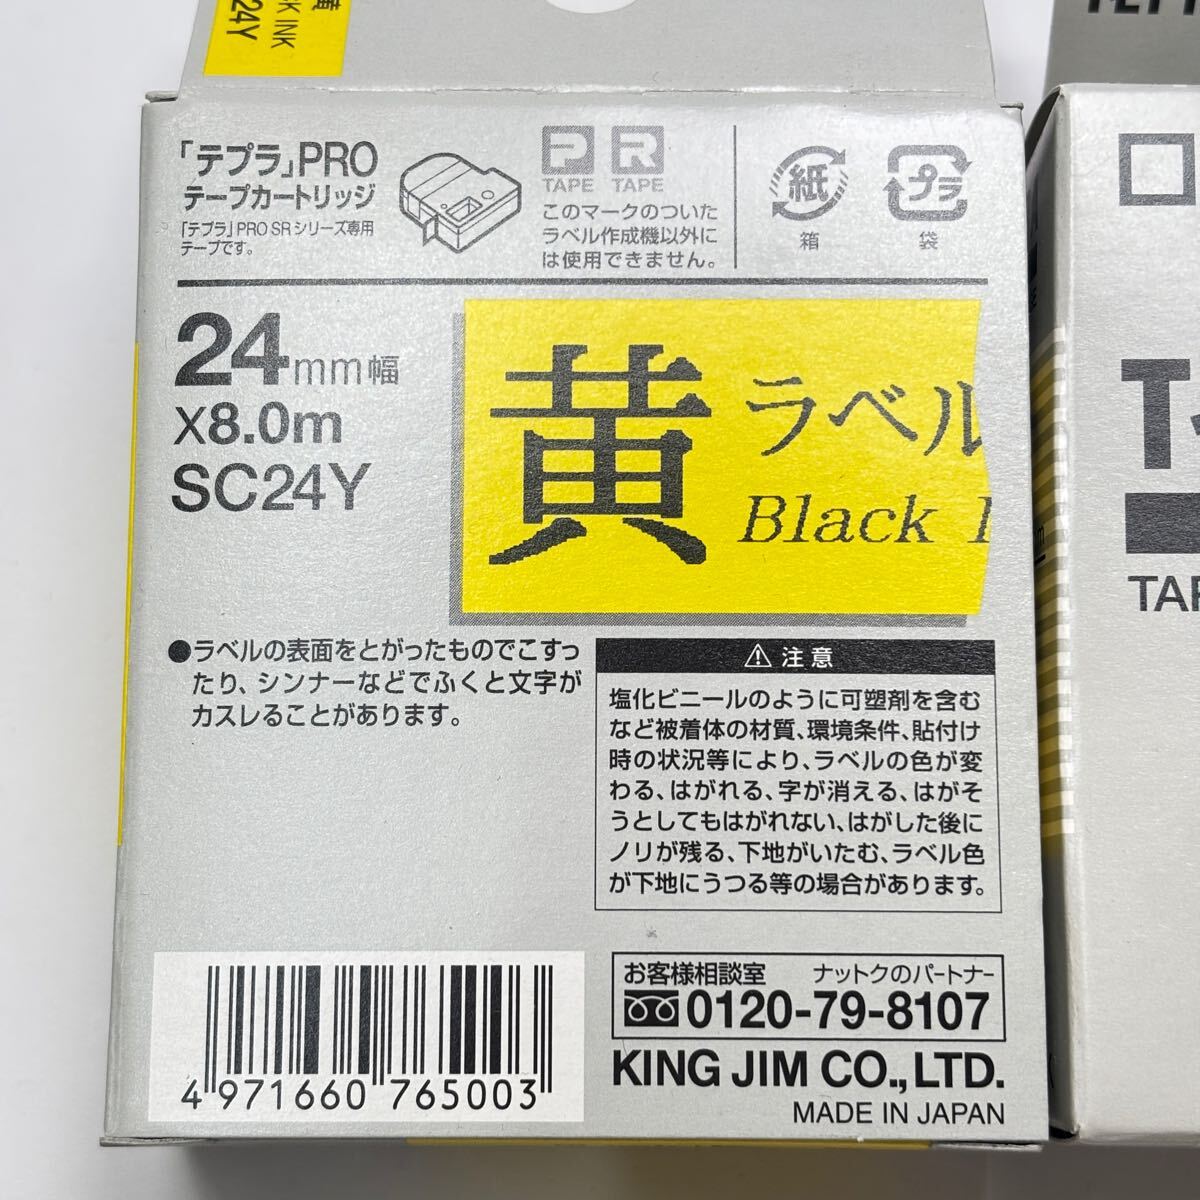 黄
CK INK
24Y
「テプラ」PRO
テープカートリッジ
「テプラ」PRO SRシリーズ専用
テープです。
P R
TAPE TAPE
このマークのついた
ラベル作成機以外に
は使用できません。
紙
箱
プラ
袋
24mm幅
X8.0m
SC24Y
黄 ラベル
Black
●ラベルの表面をとがったものでこすっ
たり、シンナーなどでふくと文字が
カスレることがあります。
⚠注意
塩化ビニールのように可塑剤を含む
など被着体の材質、環境条件、貼付け
時の状況等により、ラベルの色が変
わる、はがれる、字が消える、はがそ
うとしてもはがれない、はがした後に
ノリが残る、下地がいたむ、ラベル色
が下地にうつる等の場合があります。
4 971660 765003
お客様相談室 ナットクのパートナー
0120-79-8107
KING JIM CO.,LTD.
MADE IN JAPAN
TAP